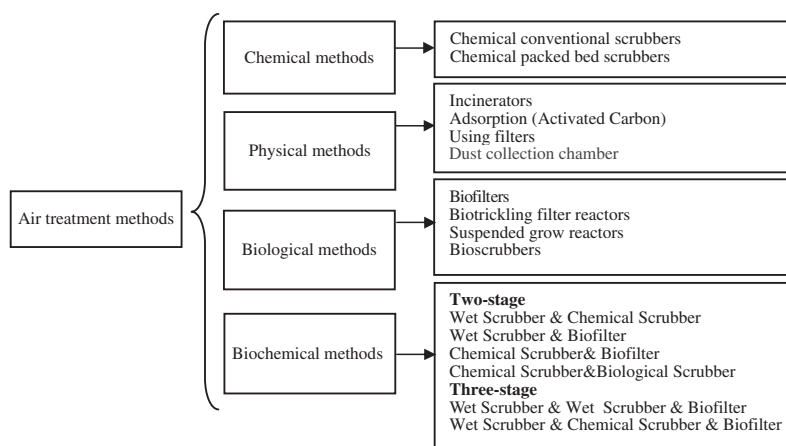 Air treatment methods
Chemical methods
Chemical conventional scrubbers
Chemical packed bed scrubbers
Physical methods
Incinerators
Adsorption (Activated Carbon)
Using filters
Dust collection chamber
Biological methods
Biofilters
Biotrickling filter reactors
Suspended grow reactors
Bioscrubbers
Biochemical methods
Two-stage
Wet Scrubber & Chemical Scrubber
Wet Scrubber & Biofilter
Chemical Scrubber& Biofilter
Chemical Scrubber&Biological Scrubber
Three-stage
Wet Scrubber & Wet Scrubber & Biofilter
Wet Scrubber & Chemical Scrubber & Biofilter